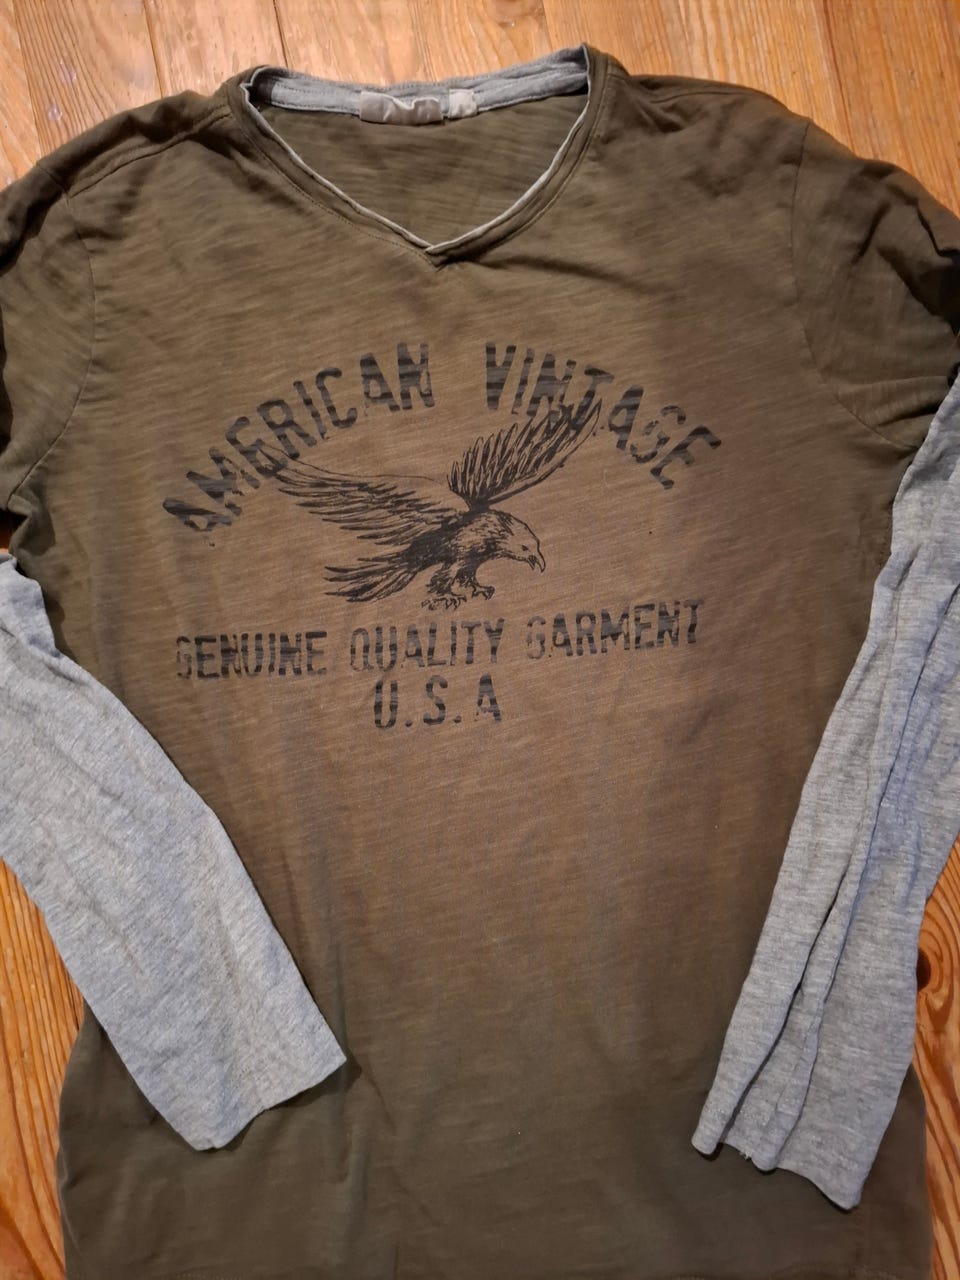 AMERICAN VINTAGE
GENUINE QUALITY GARMENT
U.S.A